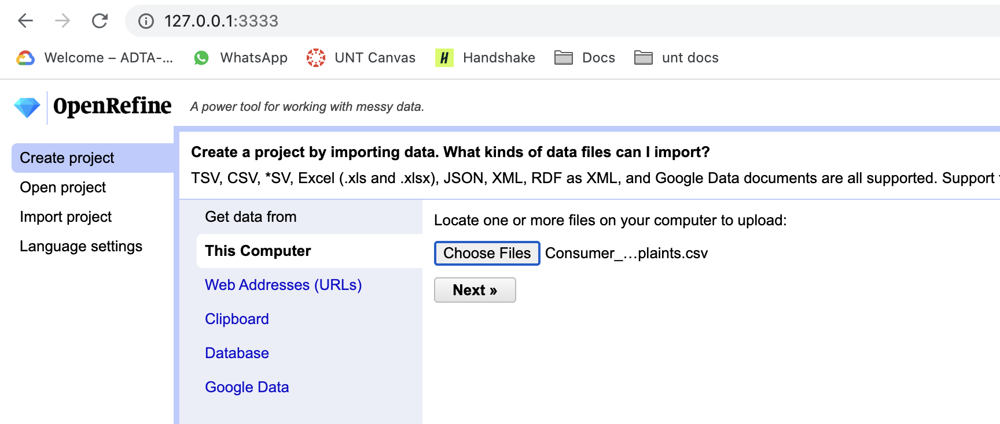 127.0.0.1:3333
Welcome – ADTA-...
WhatsApp
UNT Canvas
H Handshake
Docs
unt docs
OpenRefine
A power tool for working with messy data.
Create project
Open project
Import project
Language settings
Create a project by importing data. What kinds of data files can I import?
TSV, CSV, *SV, Excel (.xls and .xlsx), JSON, XML, RDF as XML, and Google Data documents are all supported. Support
Get data from
This Computer
Web Addresses (URLs)
Clipboard
Database
Google Data
Locate one or more files on your computer to upload:
Choose Files Consumer_...plaints.csv
Next »